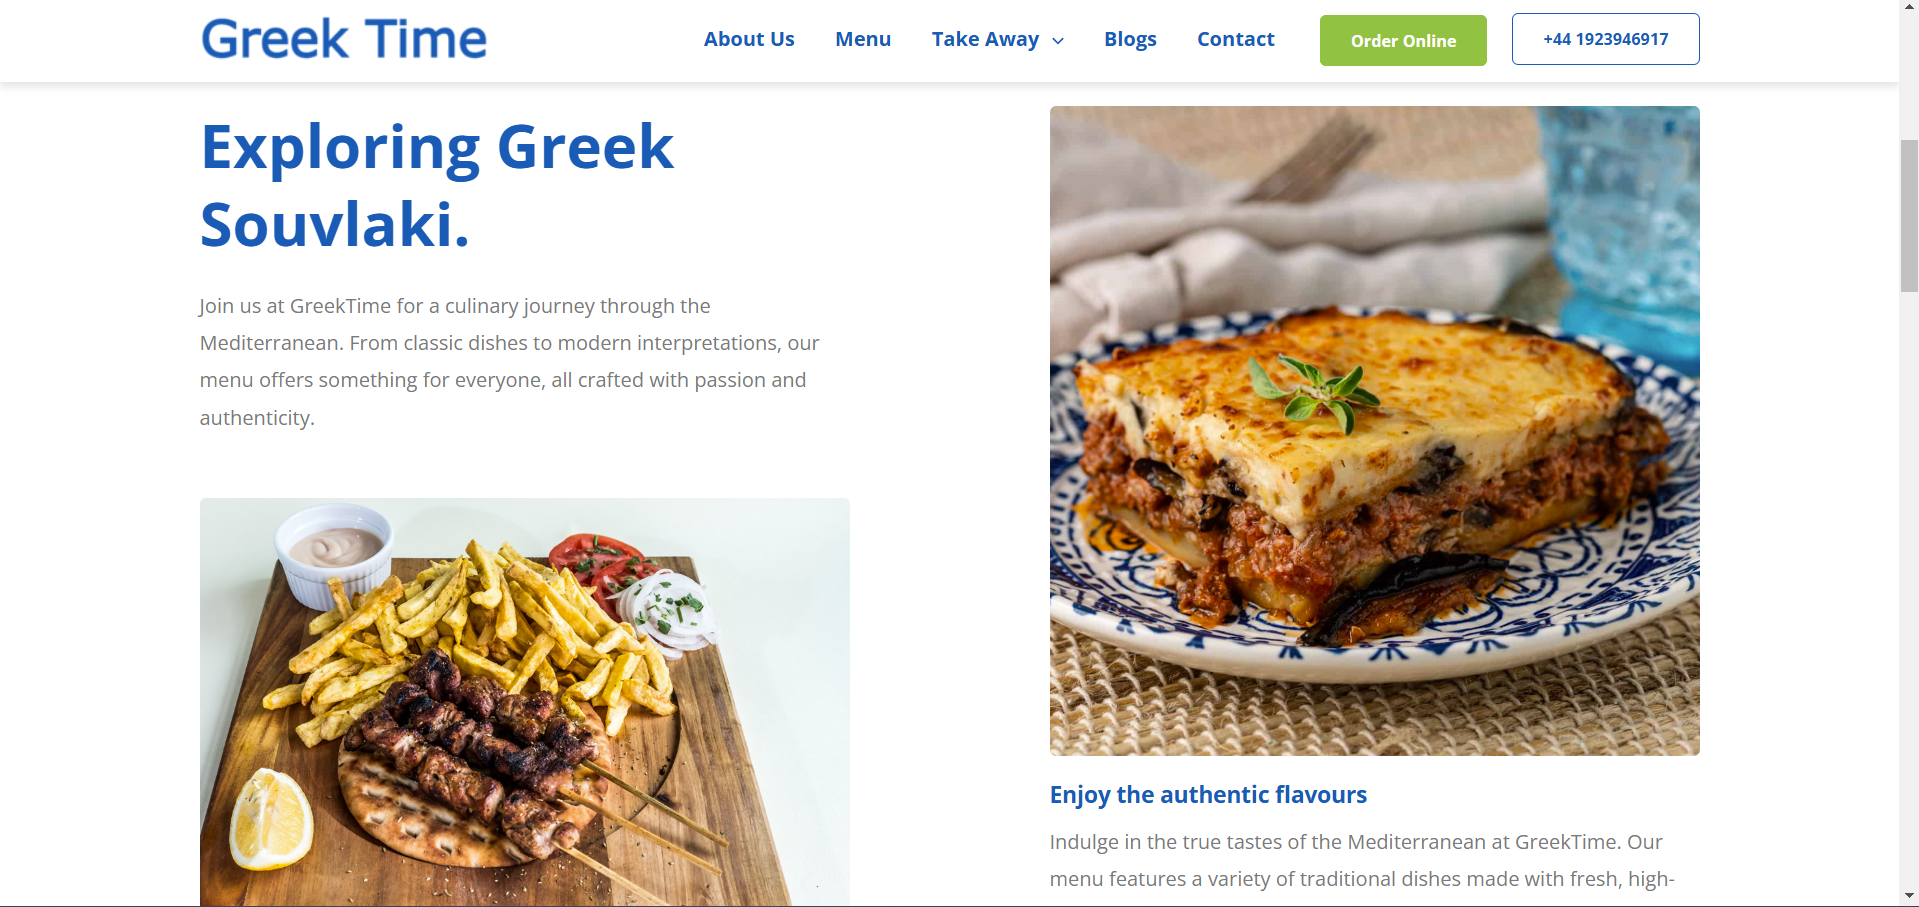 Greek Time
About Us
Menu
Take Away
Blogs
Contact
Order Online
+44 1923946917
Exploring Greek
Souvlaki.
Join us at GreekTime for a culinary journey through the
Mediterranean. From classic dishes to modern interpretations, our
menu offers something for everyone, all crafted with passion and
authenticity.
Enjoy the authentic flavours
Indulge in the true tastes of the Mediterranean at GreekTime. Our
menu features a variety of traditional dishes made with fresh, high-